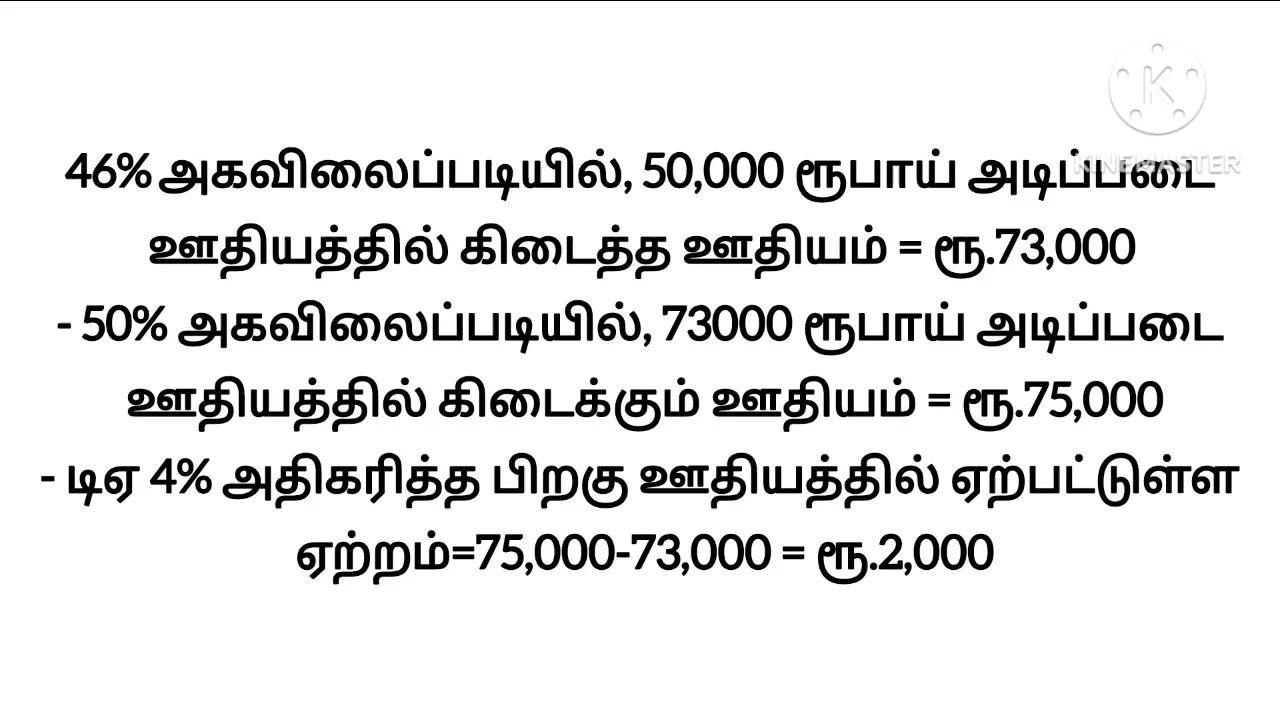 46% அகவிலைப்படியில், 50,000 ரூபாய் அடிப்படை
ஊதியத்தில் கிடைத்த ஊதியம் = ரூ.73,000
- 50% அகவிலைப்படியில், 73000 ரூபாய் அடிப்படை
ஊதியத்தில் கிடைக்கும் ஊதியம் = ரூ.75,000
- டிஏ 4% அதிகரித்த பிறகு ஊதியத்தில் ஏற்பட்டுள்ள
ஏற்றம்=75,000-73,000 = ரூ.2,000
K
KINEMASTER